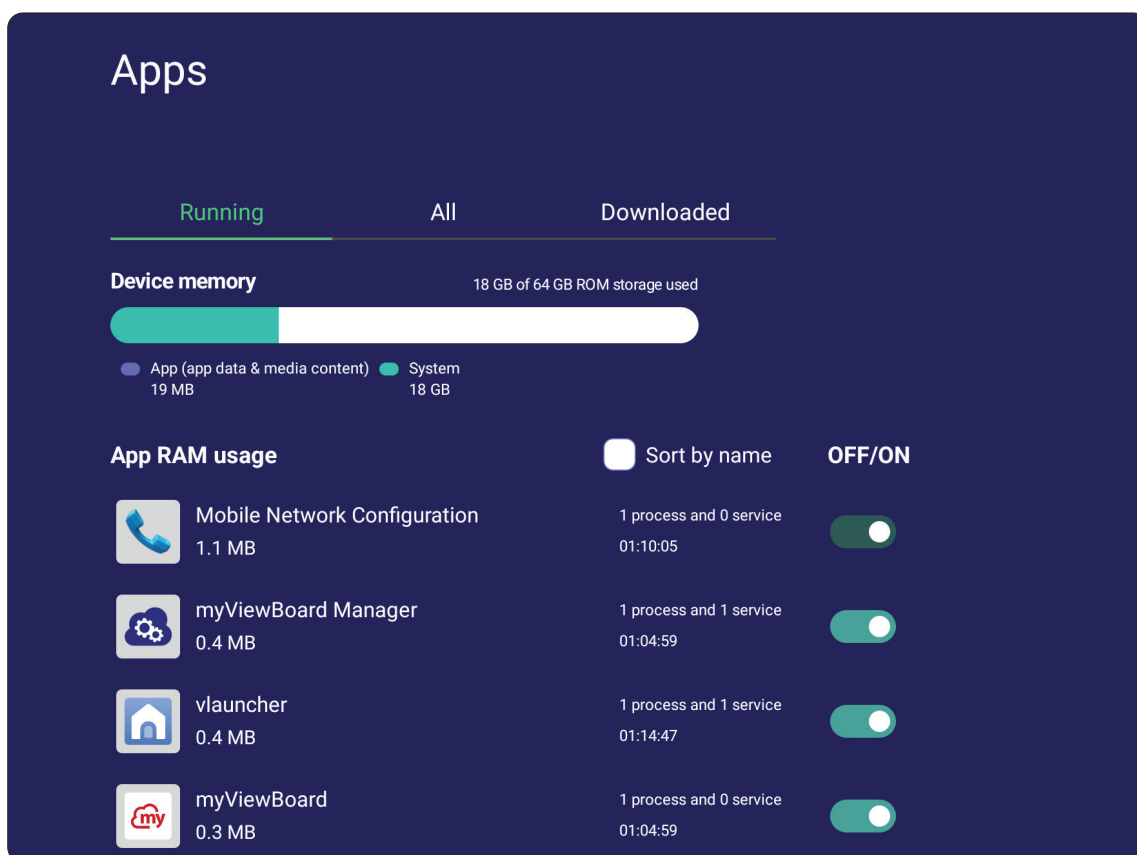 Apps
Running All Downloaded
Device memory 18 GB of 64 GB ROM storage used
App (app data & media content) System
19 MB 18 GB
App RAM usage Sort by name OFF/ON
Mobile Network Configuration 1 process and 0 service
1.1 MB 01:10:05
myViewBoard Manager 1 process and 1 service
0.4 MB 01:04:59
vlauncher 1 process and 1 service
0.4 MB 01:14:47
my
myViewBoard 1 process and 0 service
0.3 MB 01:04:59